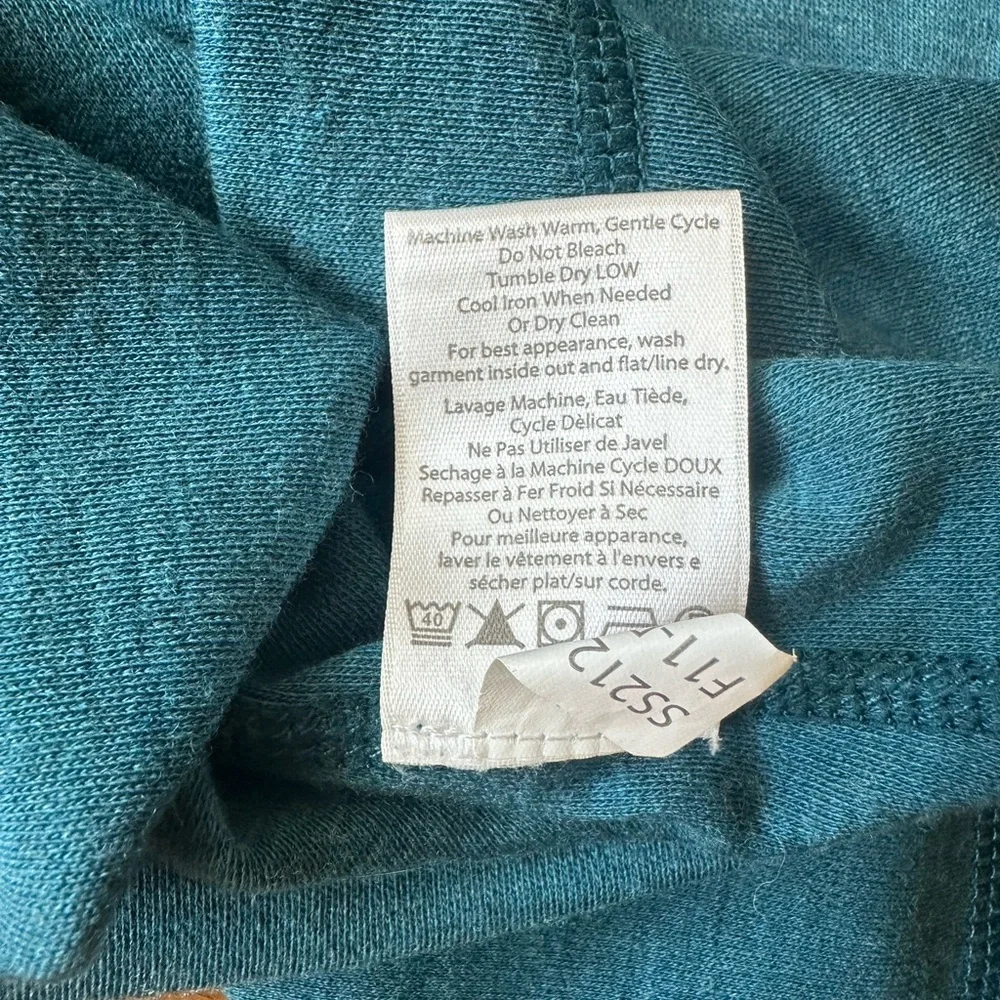 Machine Wash Warm, Gentle Cycle
Do Not Bleach
Tumble Dry LOW
Cool Iron When Needed
Or Dry Clean
For best appearance, wash
garment inside out and flat/line dry.
Lavage Machine, Eau Tiède,
Cycle Dèlicat
Ne Pas Utiliser de Javel
Sechage à la Machine Cycle DOUX
Repasser à Fer Froid Si Nécessaire
Ou Nettoyer à Sec
Pour meilleure apparance,
laver le vêtement à l'envers e
sécher plat/sur corde.
40
SS212
F11